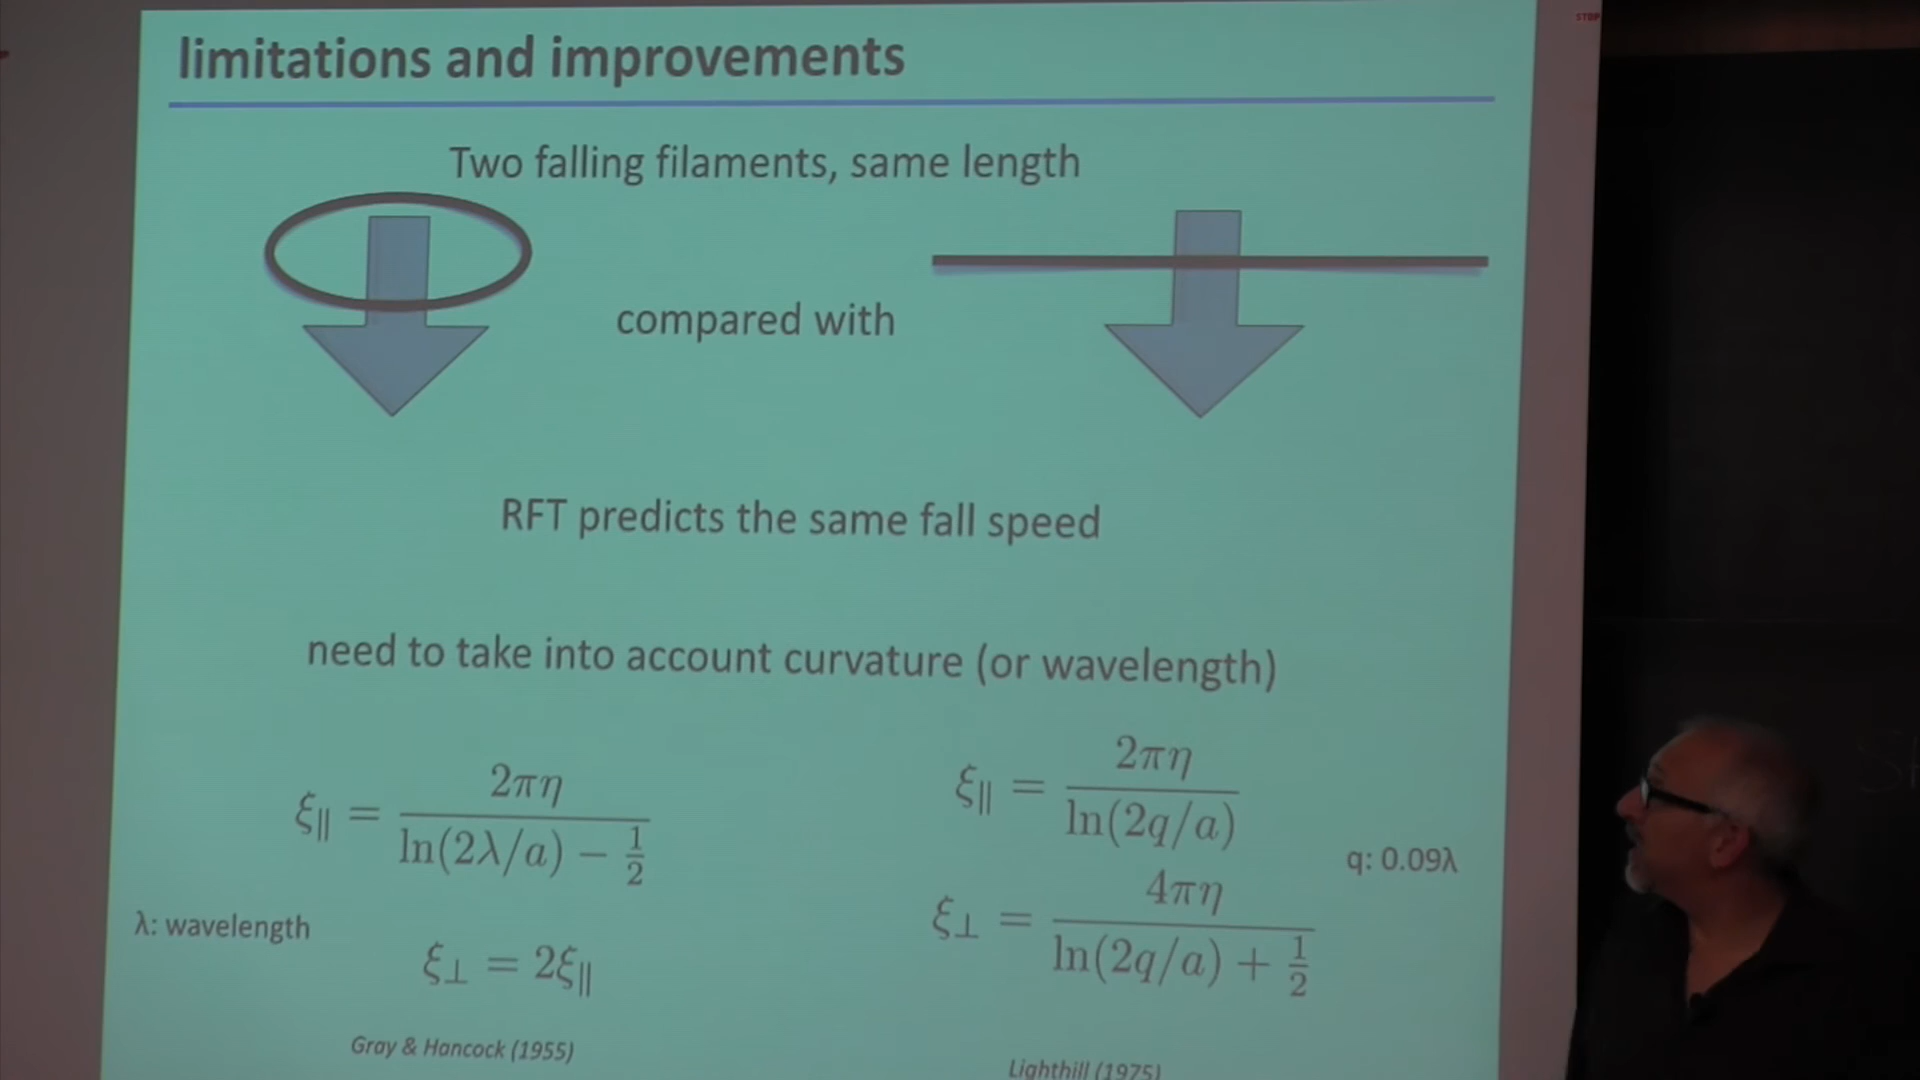 limitations and improvements
Two falling filaments, same length
compared with
RFT predicts the same fall speed
need to take into account curvature (or wavelength)
ξ∥ = 2πη / (ln(2λ/a) − 1/2)
λ: wavelength
ξ⊥ = 2ξ∥
Gray & Hancock (1955)
ξ∥ = 2πη / ln(2q/a)
q: 0.09λ
ξ⊥ = 4πη / (ln(2q/a) + 1/2)
Lighthill (1975)
STOP